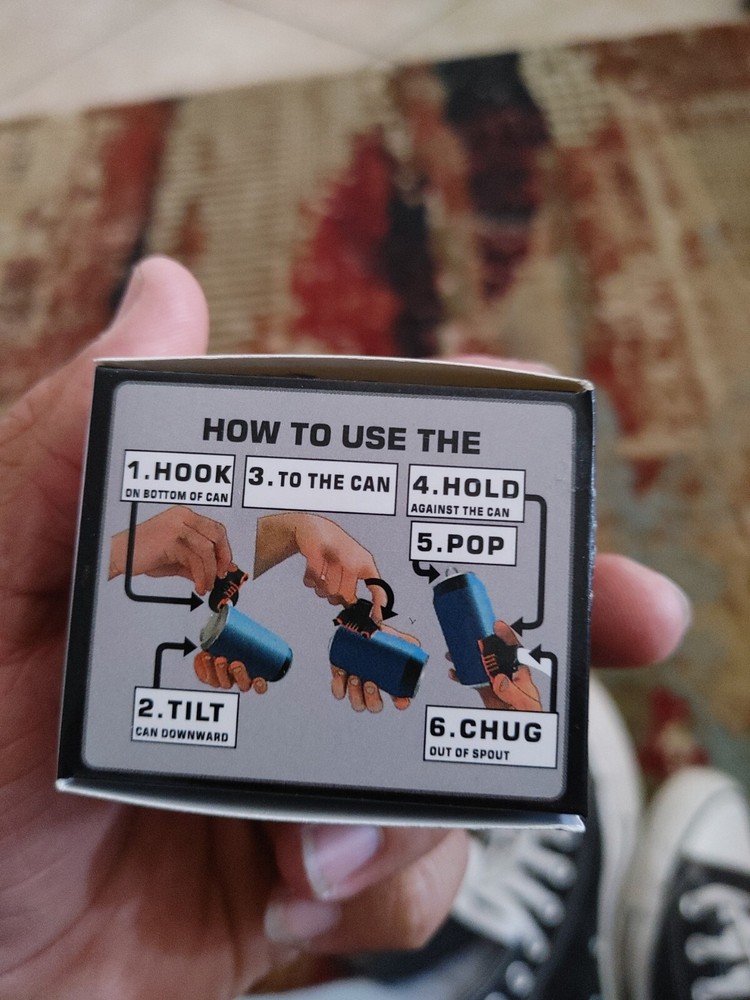 HOW TO USE THE
1.HOOK
ON BOTTOM OF CAN
3.TO THE CAN
4.HOLD
AGAINST THE CAN
5.POP
2.TILT
CAN DOWNWARD
6.CHUG
OUT OF SPOUT